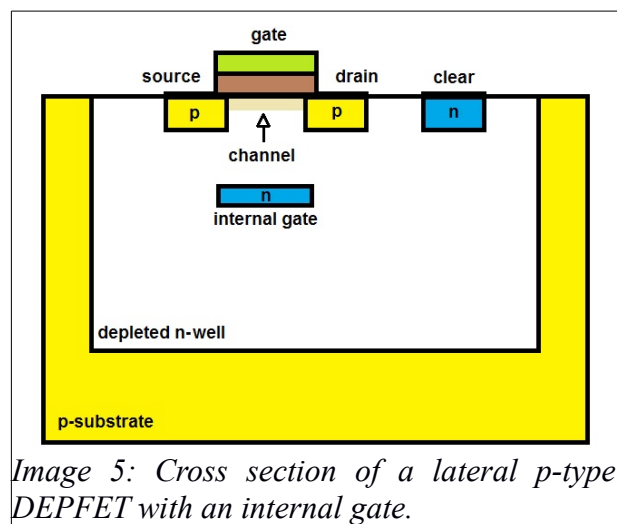 gate
source
drain
clear
p
p
n
channel
n
internal gate
depleted n-well
p-substrate
Image 5: Cross section of a lateral p-type
DEPFET with an internal gate.